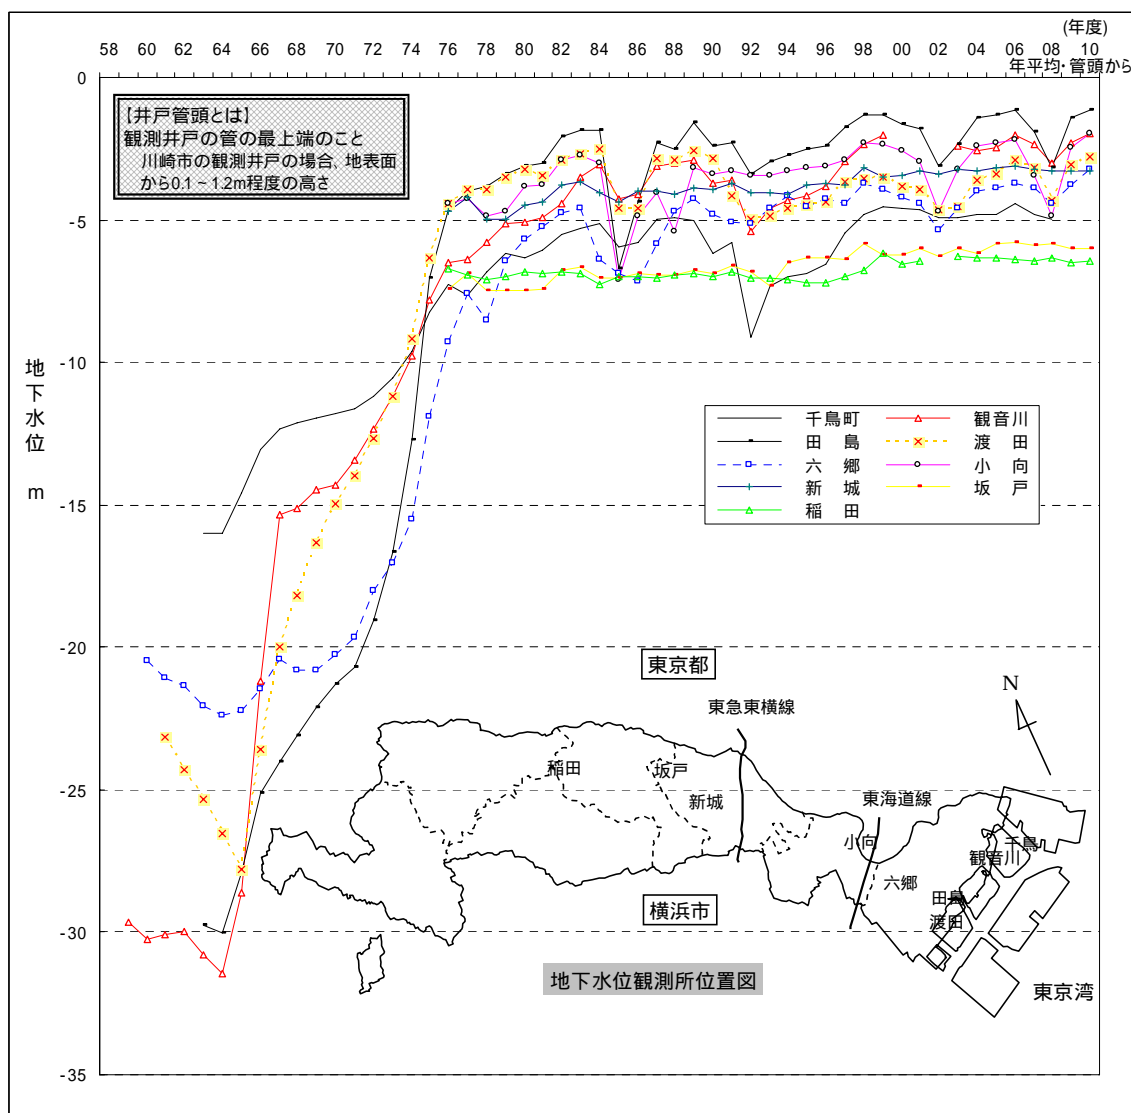 (年度)
58 60 62 64 66 68 70 72 74 76 78 80 82 84 86 88 90 92 94 96 98 00 02 04 06 08 10
年平均・管頭から
0
-5
-10
-15
-20
-25
-30
-35
地下水位 m
【井戸管頭とは】
観測井戸の管の最上端のこと
川崎市の観測井戸の場合、地表面
から0.1~1.2m程度の高さ
千鳥町 観音川
田 島 渡 田
六 郷 小 向
新 城 坂 戸
稲 田
東京都
N
東急東横線
稲田
坂戸
新城
東海道線
小向
千鳥
観音川
六郷
田島
渡田
横浜市
地下水位観測所位置図
東京湾